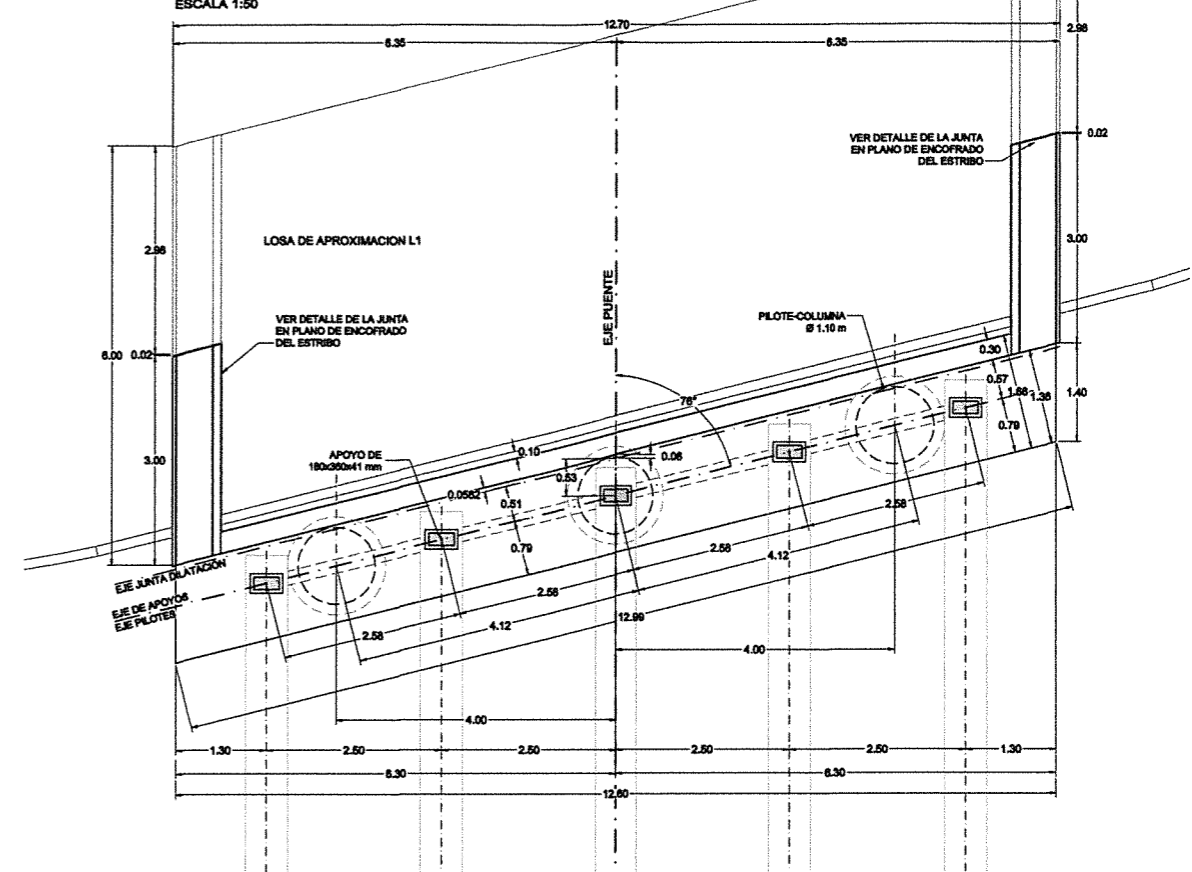 ESCALA 1:50
12.70
6.35
6.35
2.98
0.02
VER DETALLE DE LA JUNTA
EN PLANO DE ENCOFRADO
DEL ESTRIBO
LOSA DE APROXIMACION L1
2.98
3.00
EJE PUENTE
VER DETALLE DE LA JUNTA
EN PLANO DE ENCOFRADO
DEL ESTRIBO
PILOTE-COLUMNA
Ø 1.10 m
6.00
0.02
0.30
0.57
1.66
1.36
1.40
76°
0.79
3.00
APOYO DE
180x360x41 mm
0.10
0.06
0.53
0.0582
0.51
2.58
0.79
2.58
4.12
EJE JUNTA DILATACIÓN
EJE DE APOYOS
EJE PILOTES
2.58
12.99
4.12
2.58
4.00
4.00
1.30
2.50
2.50
2.50
2.50
1.30
6.30
6.30
12.60